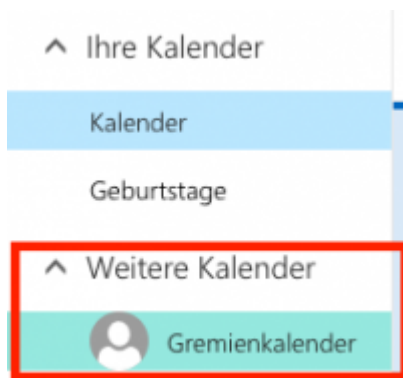 Ihre Kalender
Kalender
Geburtstage
Weitere Kalender
Gremienkalender